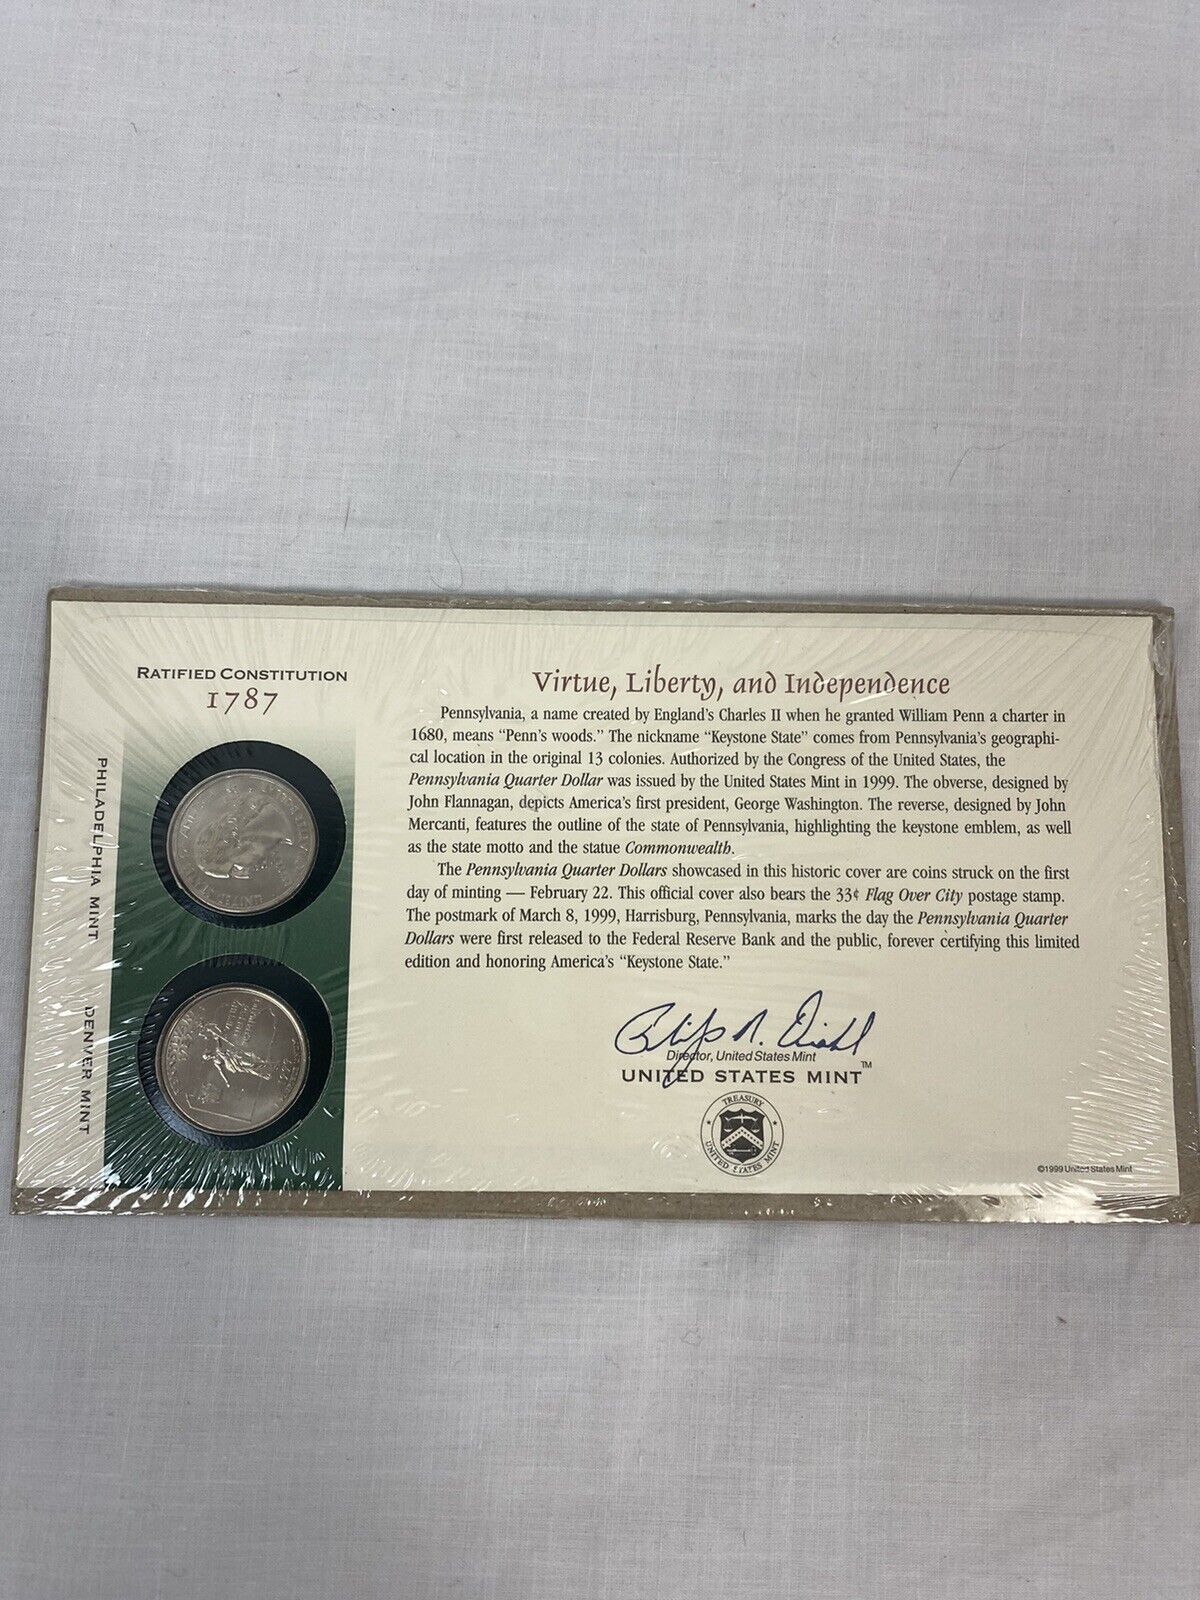 RATIFIED CONSTITUTION
1787
PHILADELPHIA MINT
DENVER MINT
Virtue, Liberty, and Independence
Pennsylvania, a name created by England's Charles II when he granted William Penn a charter in
1680, means "Penn's woods." The nickname "Keystone State" comes from Pennsylvania's geographi-
cal location in the original 13 colonies. Authorized by the Congress of the United States, the
Pennsylvania Quarter Dollar was issued by the United States Mint in 1999. The obverse, designed by
John Flannagan, depicts America's first president, George Washington. The reverse, designed by John
Mercanti, features the outline of the state of Pennsylvania, highlighting the keystone emblem, as well
as the state motto and the statue Commonwealth.
The Pennsylvania Quarter Dollars showcased in this historic cover are coins struck on the first
day of minting — February 22. This official cover also bears the 33¢ Flag Over City postage stamp.
The postmark of March 8, 1999, Harrisburg, Pennsylvania, marks the day the Pennsylvania Quarter
Dollars were first released to the Federal Reserve Bank and the public, forever certifying this limited
edition and honoring America's "Keystone State."
Philip N. Diehl
Director, United States Mint
UNITED STATES MINT™
TREASURY
UNITED STATES MINT
©1999 United States Mint